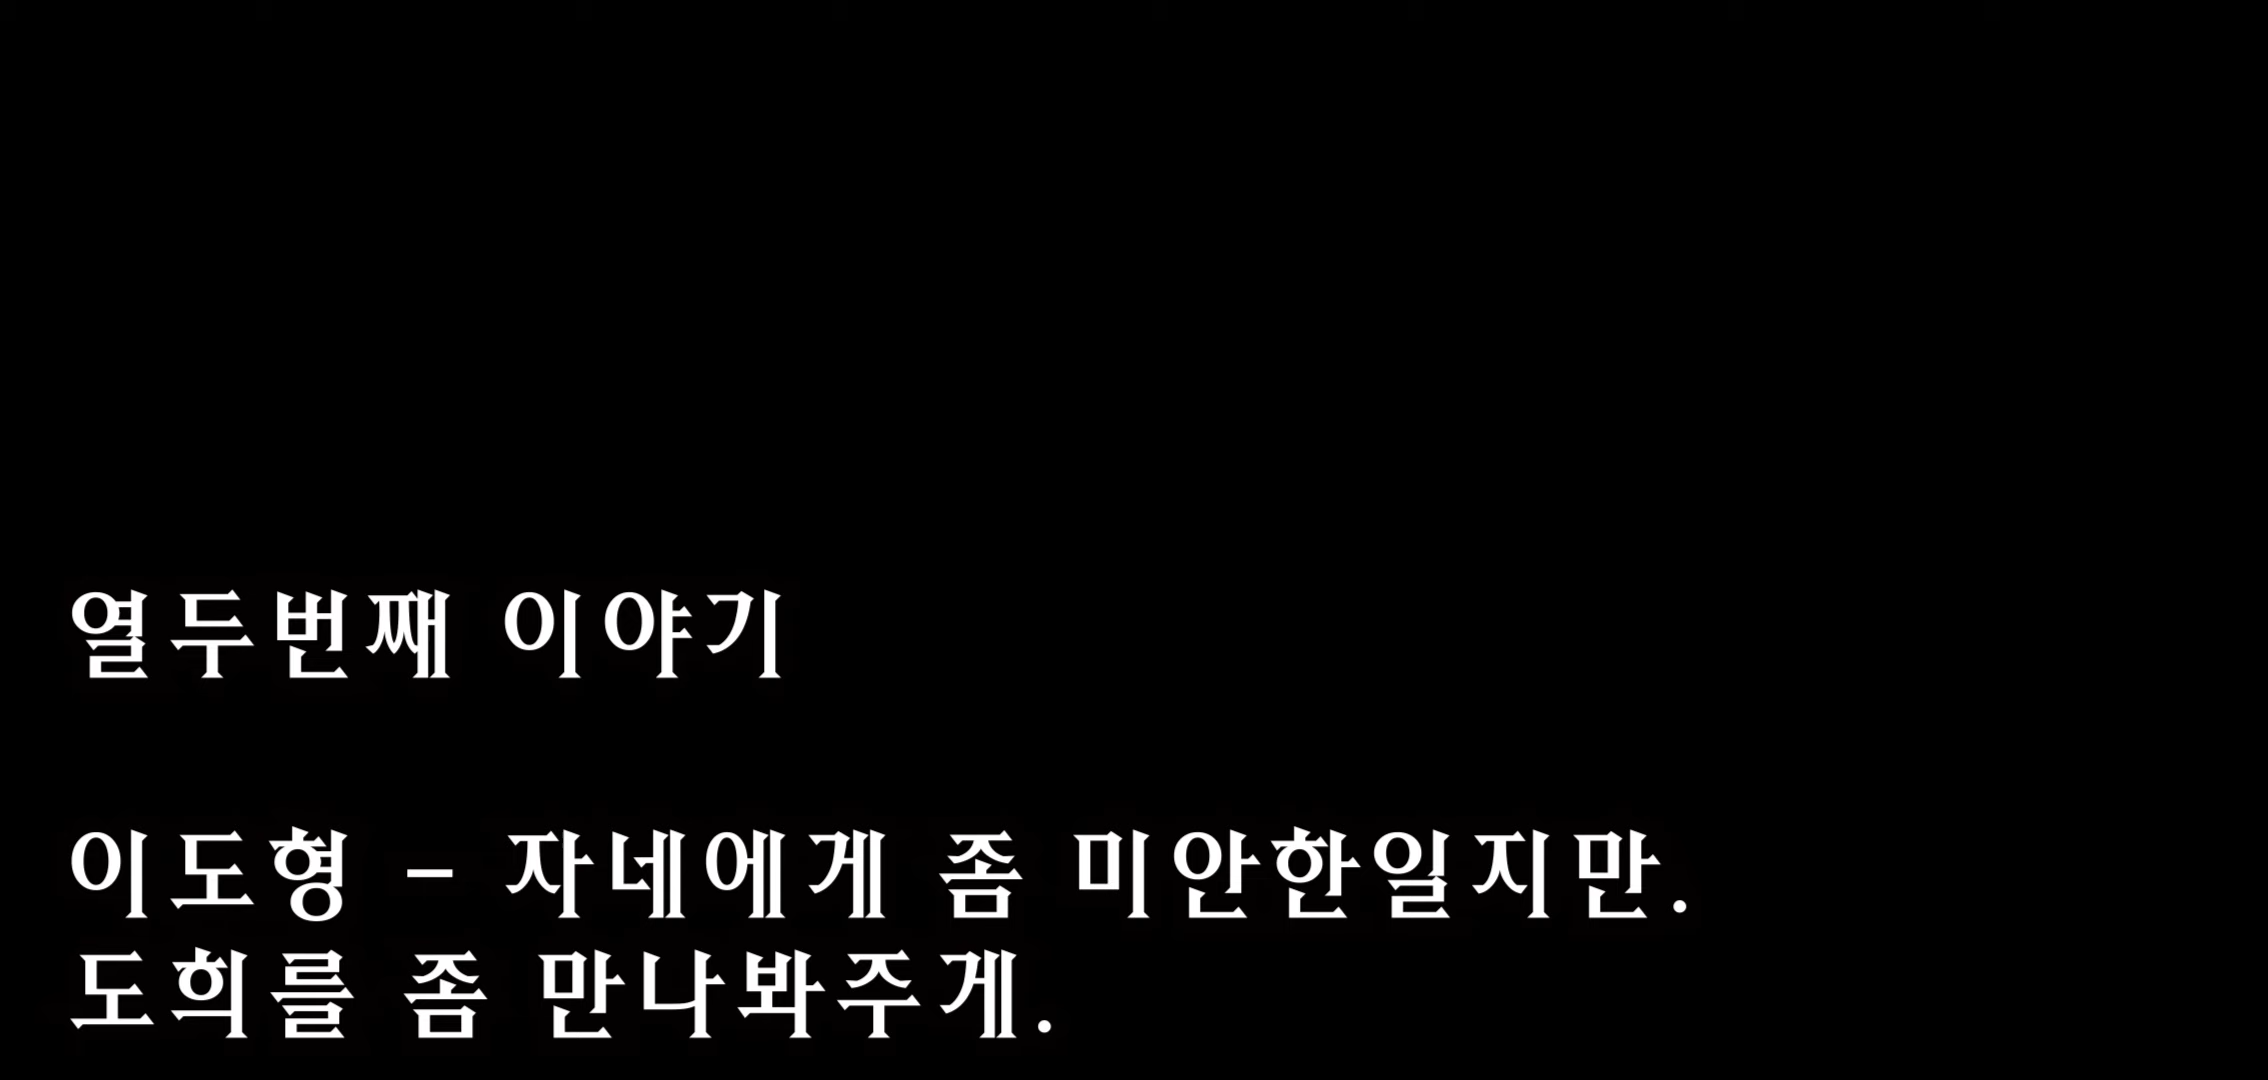 열두번째 이야기
이도형 - 자네에게 좀 미안한일지만.
도희를 좀 만나봐주게.